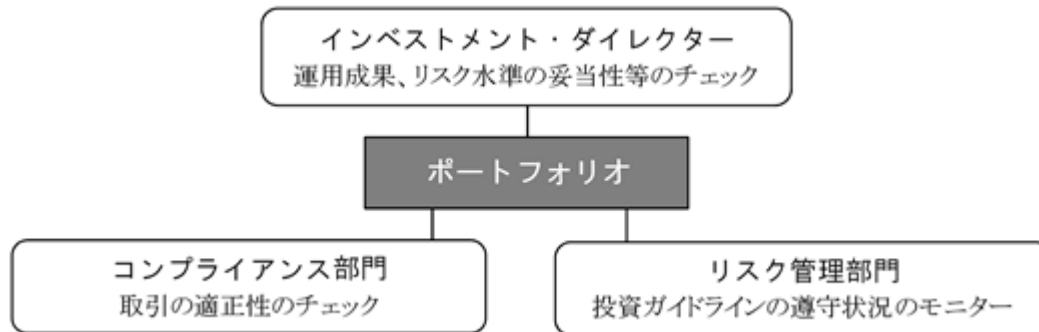 インベストメント・ダイレクター
運用成果、リスク水準の妥当性等のチェック
ポートフォリオ
コンプライアンス部門
取引の適正性のチェック
リスク管理部門
投資ガイドラインの遵守状況のモニター